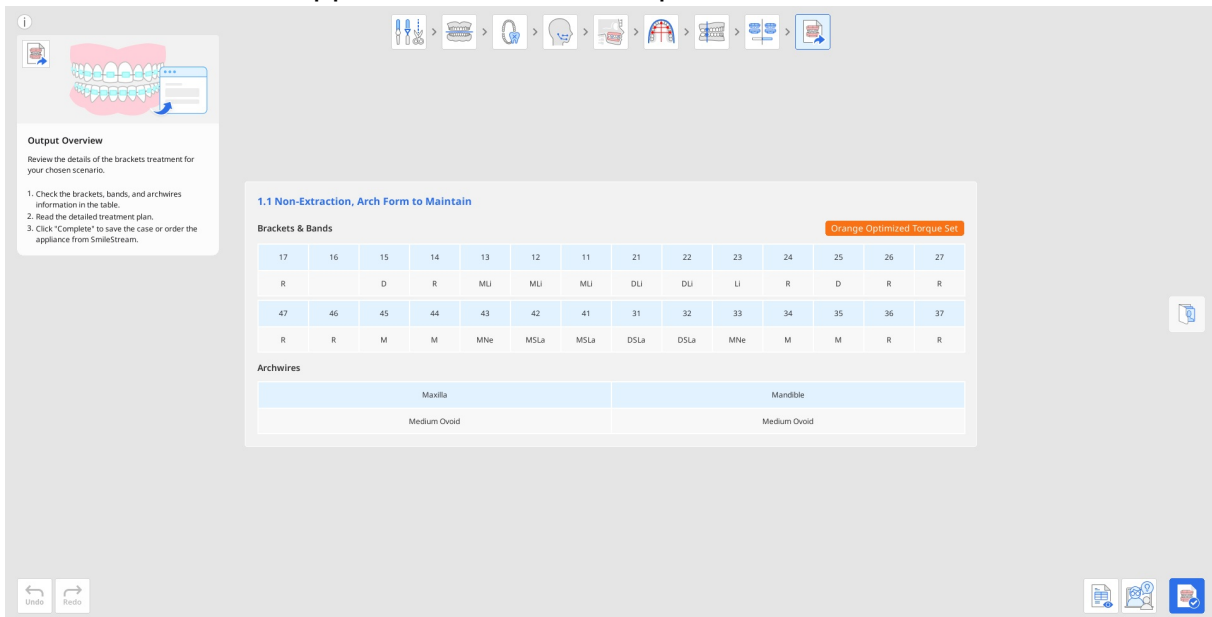 Output Overview
Review the details of the brackets treatment for
your chosen scenario.
1. Check the brackets, bands, and archwires
information in the table.
2. Read the detailed treatment plan.
3. Click "Complete" to save the case or order the
appliance from SmileStream.
1.1 Non-Extraction, Arch Form to Maintain
Brackets & Bands
Orange Optimized Torque Set
17 16 15 14 13 12 11 21 22 23 24 25 26 27
R D R MLi MLi MLi DLi DLi Li R D R R
47 46 45 44 43 42 41 31 32 33 34 35 36 37
R R M M MNe MSLa MSLa DSLa DSLa MNe M M R R
Archwires
Maxilla Mandible
Medium Ovoid Medium Ovoid
Undo Redo